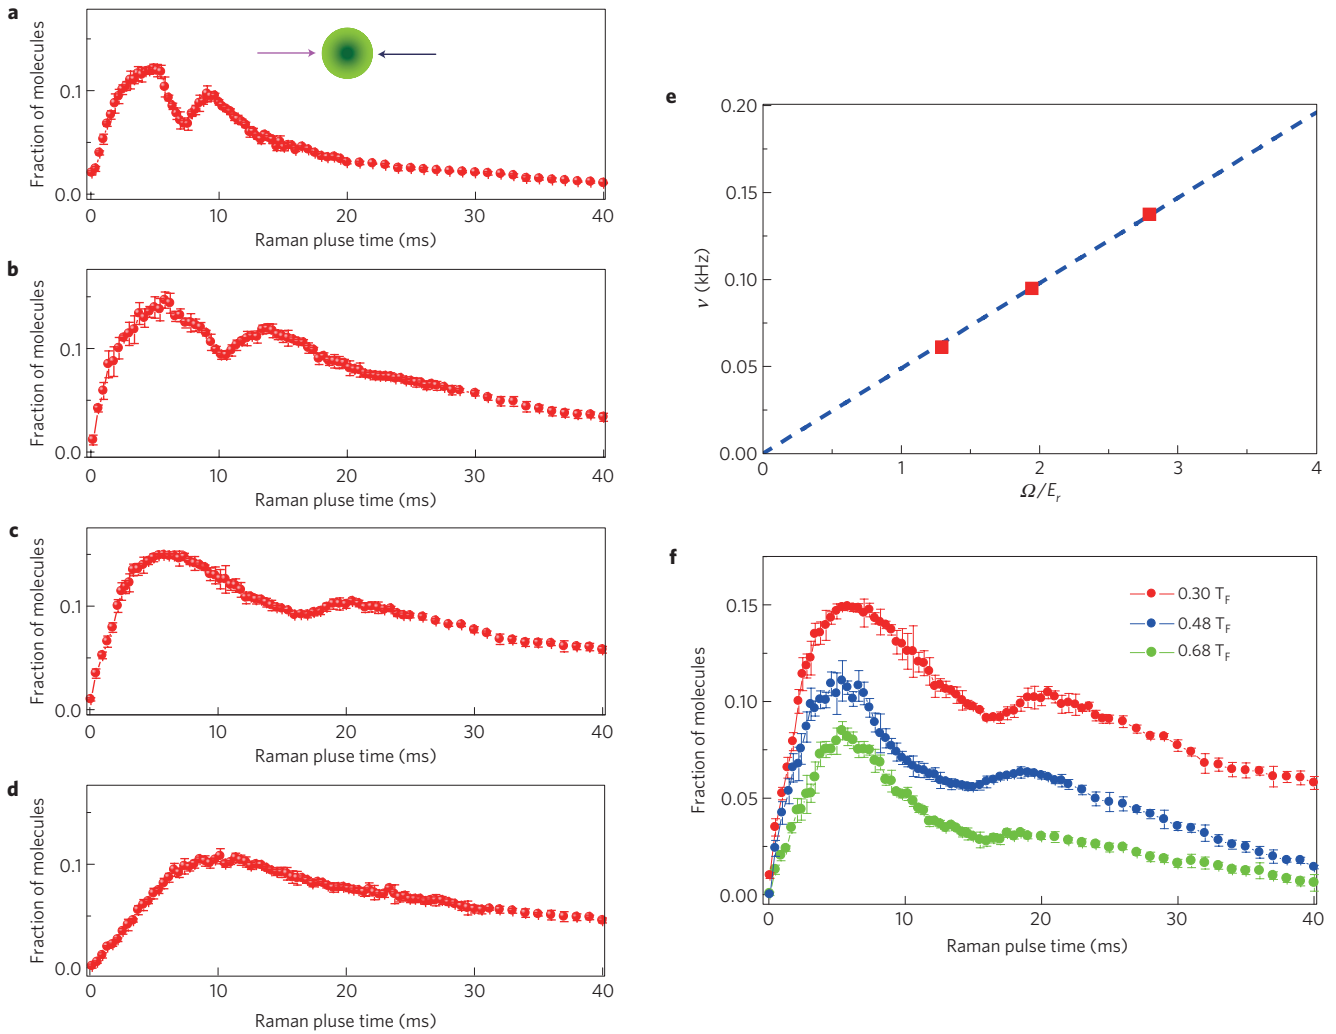 a
Fraction of molecules
0.1
0.0
0 10 20 30 40
Raman pluse time (ms)
b
Fraction of molecules
0.1
0.0
0 10 20 30 40
Raman pluse time (ms)
c
Fraction of molecules
0.1
0.0
0 10 20 30 40
Raman pluse time (ms)
d
Fraction of molecules
0.1
0.0
0 10 20 30 40
Raman pluse time (ms)
e
ν (kHz)
0.20
0.15
0.10
0.05
0.00
0 1 2 3 4
Ω/E_r
f
Fraction of molecules
0.15
0.10
0.05
0.00
0.30 T_F
0.48 T_F
0.68 T_F
0 10 20 30 40
Raman pulse time (ms)